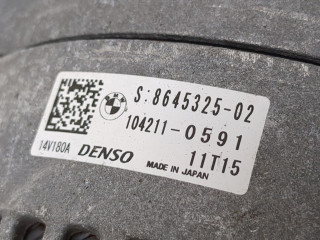 S:8645325-02
104211-0591
14V180A DENSO 11T15
MADE IN JAPAN